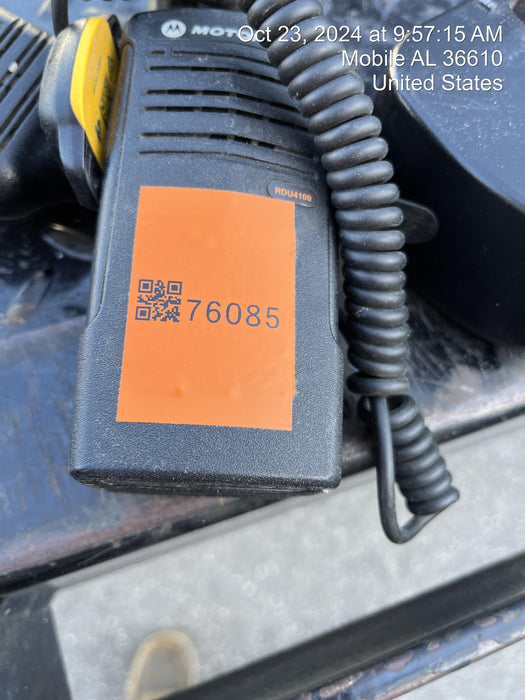 Oct 23, 2024 at 9:57:15 AM
Mobile AL 36610
United States
RDU4100
76085